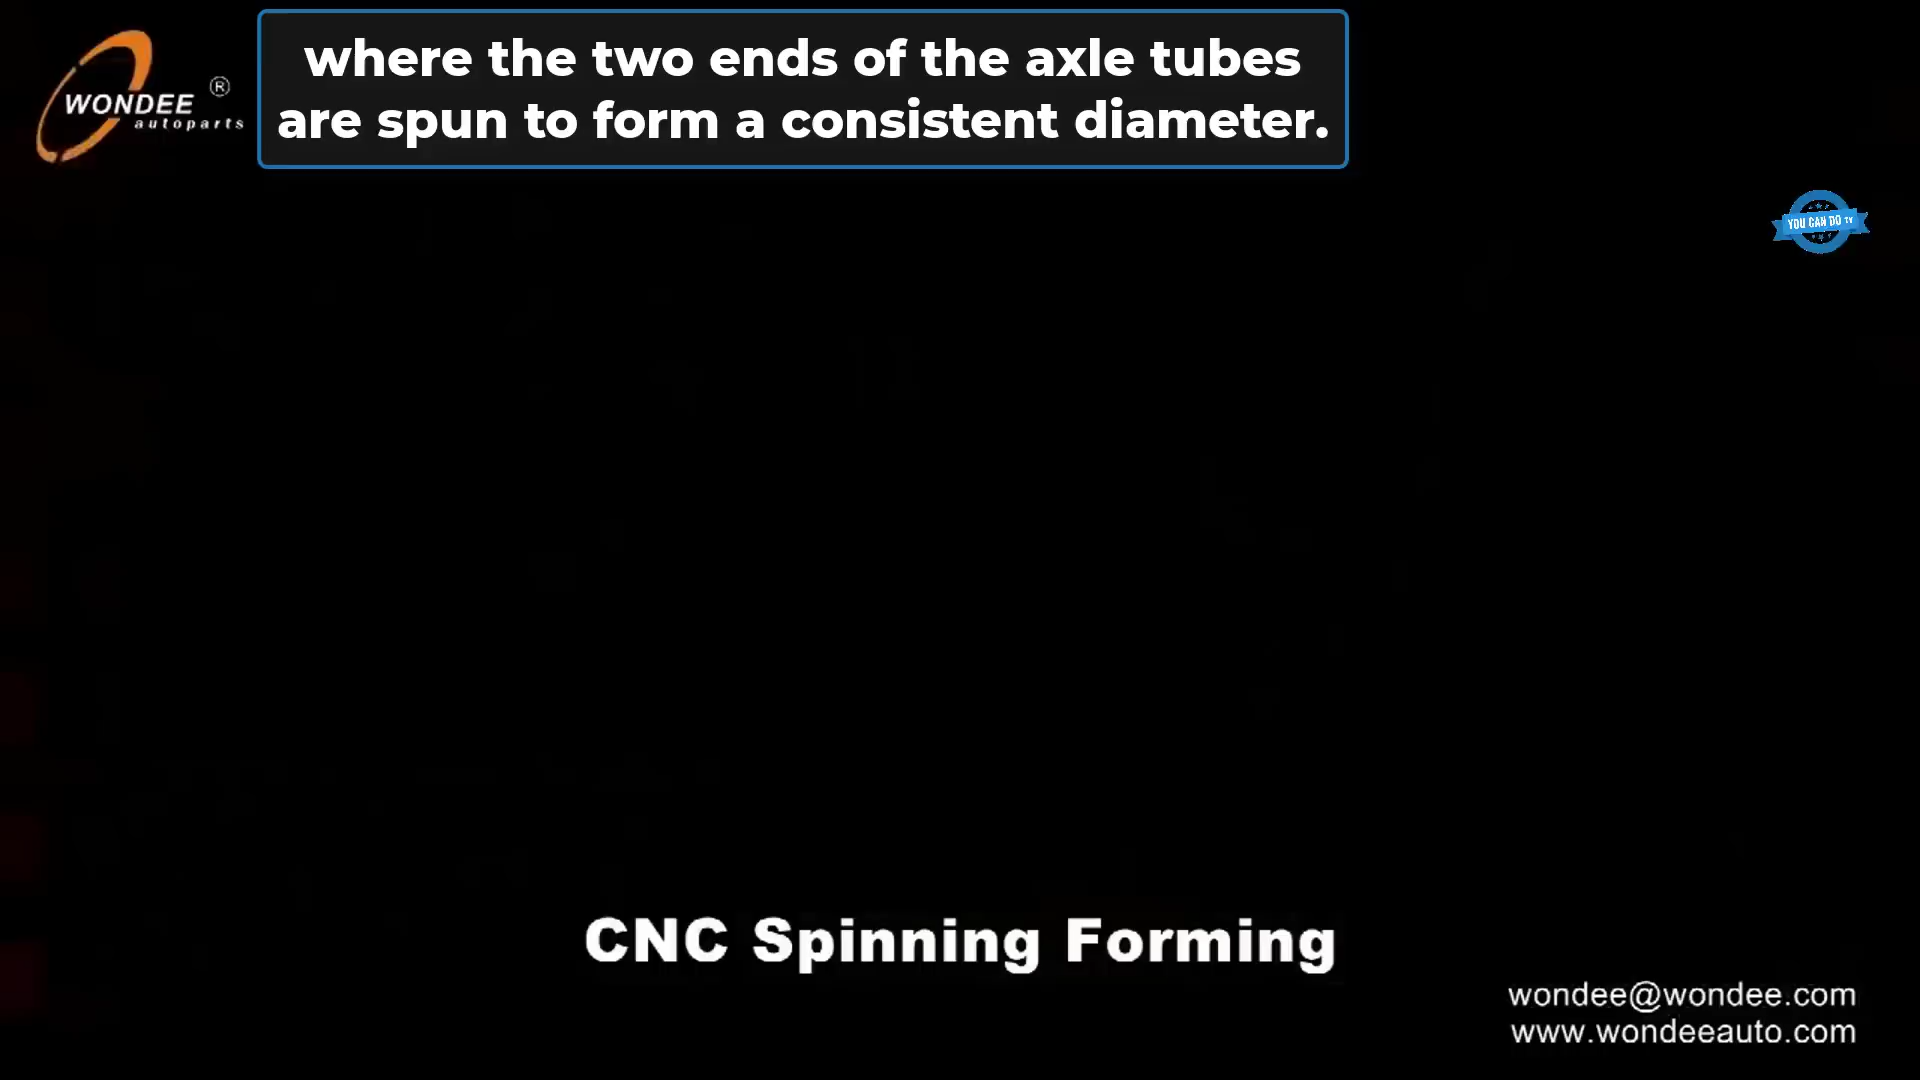 WONDEE ®
autoparts
where the two ends of the axle tubes
are spun to form a consistent diameter.
YOU CAN DO TV
CNC Spinning Forming
wondee@wondee.com
www.wondeeauto.com